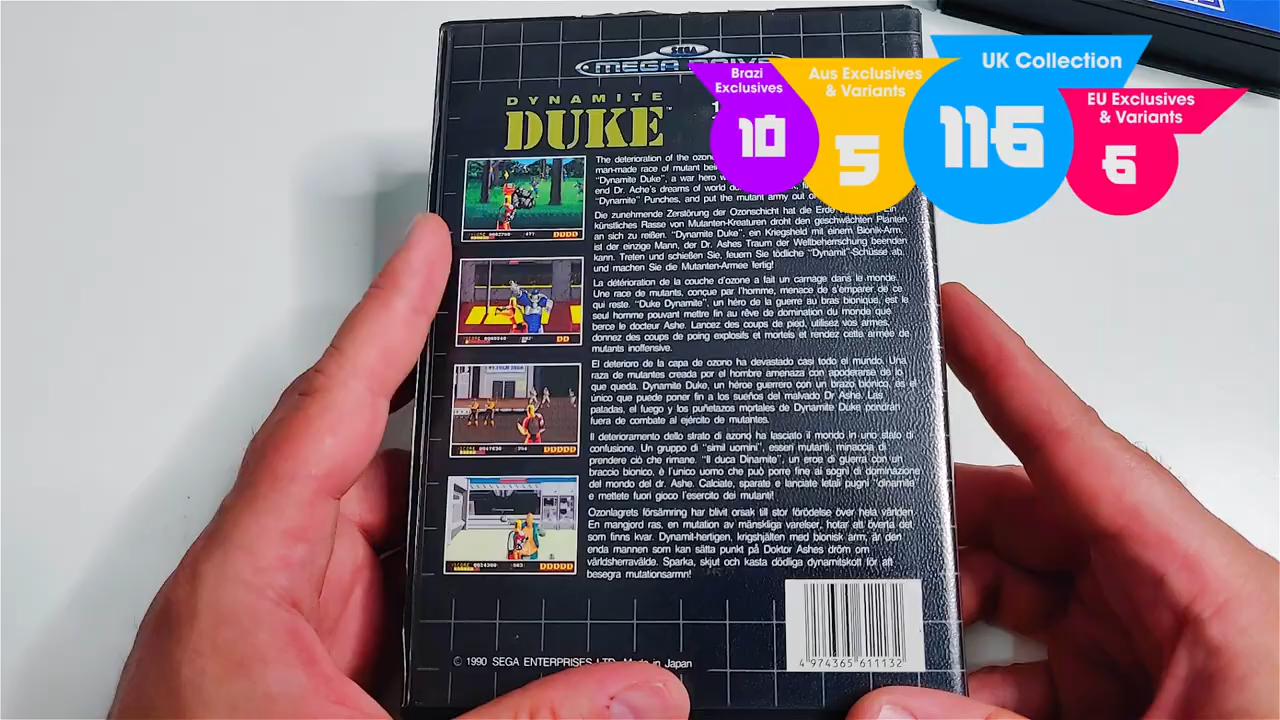 SEGA
MEGA DRIVE
DYNAMITE
DUKE
Brazi
Exclusives
10
Aus Exclusives
& Variants
5
UK Collection
116
EU Exclusives
& Variants
6
The deterioration of the ozon
man-made race of mutant bei
"Dynamite Duke", a war hero w
end Dr. Ache's dreams of world do
"Dynamite" Punches, and put the mutant army out o
Die zunehmende Zerstörung der Ozonschicht hat die Erde
künstliches Rasse von Mutanten-Kreaturen droht den geschwächten Planten
an sich zu reißen. "Dynamite Duke", ein Kriegsheld mit einem Bionik-Arm,
ist der einzige Mann, der Dr. Ashes Traum der Weltbeherrschung beenden
kann. Treten und schießen Sie, feuern Sie tödliche "Dynamit"-Schüsse ab,
und machen Sie die Mutanten-Armee fertig!
La détérioration de la couche d'ozone a fait un carnage dans le monde.
Une race de mutants, conçue par l'homme, menace de s'emparer de ce
qui reste. "Duke Dynamite", un héro de la guerre au bras bionique, est le
seul homme pouvant mettre fin au rêve de domination du monde que
berce le docteur Ashe. Lancez des coups de pied, utilisez vos armes,
donnez des coups de poing explosifs et mortels et rendez cette armée de
mutants inoffensive.
El deterioro de la capa de ozono ha devastado casi todo el mundo. Una
raza de mutantes creada por el hombre amenaza con apoderarse de lo
que queda. Dynamite Duke, un héroe guerrero con un brazo biónico, es el
único que puede poner fin a los sueños del malvado Dr Ashe. Las
patadas, el fuego y los puñetazos mortales de Dynamite Duke pondrán
fuera de combate al ejército de mutantes.
Il deterioramento dello strato di azono ha lasciato il mondo in uno stato di
confusione. Un gruppo di "simil uomini", esseri mutanti, minaccia di
prendere ciò che rimane. "Il duca Dinamite", un eroe di guerra con un
braccio bionico, è l'unico uomo che può porre fine ai sogni di dominazione
del mondo del dr. Ashe. Calciate, sparate e lanciate letali pugni "dinamite
e mettete fuori gioco l'esercito dei mutanti!
Ozonlagrets försämring har blivit orsak till stor förödelse över hela världen.
En mangjord ras, en mutation av mänskliga varelser, hotar att överta det
som finns kvar. Dynamit-hertigen, krigshjälten med bionisk arm, är den
enda mannen som kan sätta punkt på Doktor Ashes dröm om
världsherravälde. Sparka, skjut och kasta dödliga dynamitskott för att
besegra mutationsarmn!
© 1990 SEGA ENTERPRISES LTD. Made in Japan
4 974365 611132